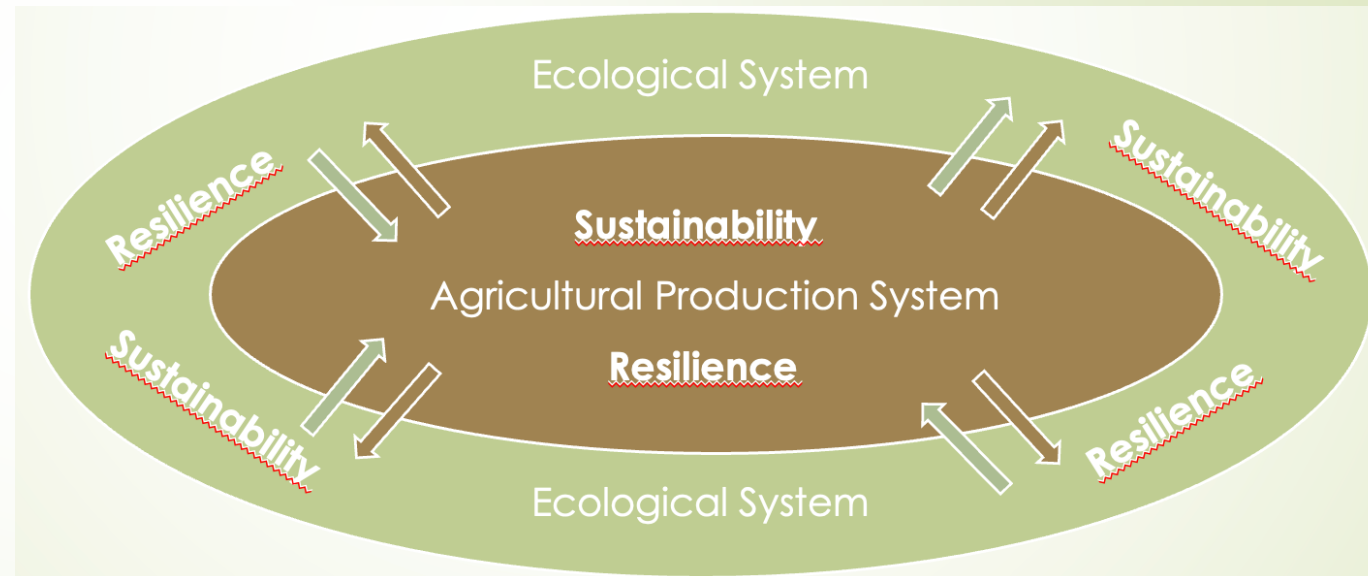 Ecological System
Resilience
Sustainability
Sustainability
Agricultural Production System
Resilience
Sustainability
Resilience
Ecological System